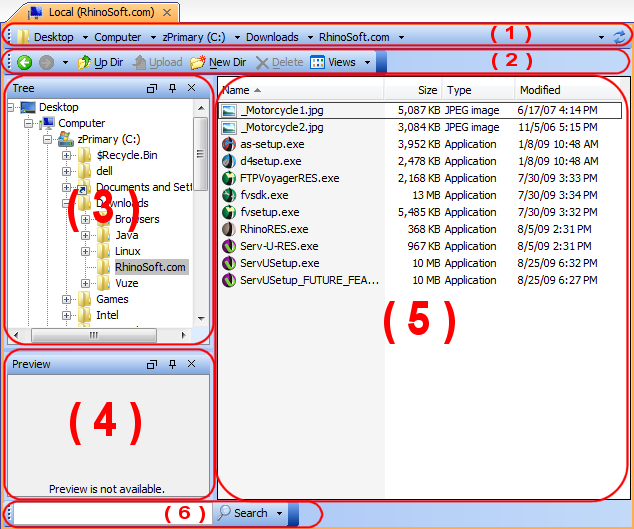 Local (RhinoSoft.com)
Desktop Computer zPrimary (C:) Downloads RhinoSoft.com (1)
Up Dir Upload New Dir Delete Views (2)
Tree
Desktop
Computer
zPrimary (C:)
$Recycle.Bin
dell
Documents and Sett
Downloads
Browsers
Java
Linux
RhinoSoft.com
Vuze
Games
Intel
(3)
Preview
(4)
Preview is not available.
Name Size Type Modified
_Motorcycle1.jpg 5,087 KB JPEG image 6/17/07 4:14 PM
_Motorcycle2.jpg 3,084 KB JPEG image 11/5/06 5:15 PM
as-setup.exe 3,952 KB Application 1/8/09 10:48 AM
d4setup.exe 2,478 KB Application 1/8/09 10:48 AM
FTPVoyagerRES.exe 2,168 KB Application 7/30/09 3:33 PM
fvsdk.exe 13 MB Application 7/30/09 3:34 PM
fvsetup.exe 5,485 KB Application 7/30/09 3:32 PM
RhinoRES.exe 368 KB Application 8/5/09 2:31 PM
Serv-U-RES.exe 967 KB Application 8/5/09 2:31 PM
ServUSetup.exe 10 MB Application 8/25/09 6:32 PM
ServUSetup_FUTURE_FEA... 10 MB Application 8/25/09 6:27 PM
(5)
(6) Search